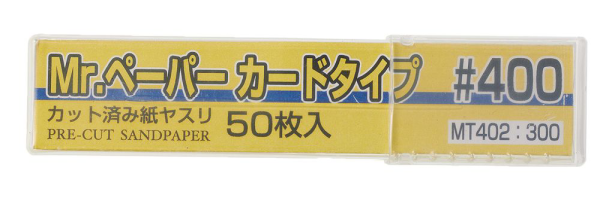 Mr.ペーパー カードタイプ #400
カット済み紙ヤスリ 50枚入
PRE-CUT SANDPAPER
MT402:300